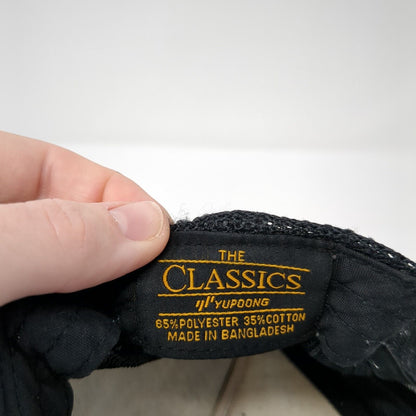 THE
CLASSICS
YUPOONG
65%POLYESTER 35%COTTON
MADE IN BANGLADESH